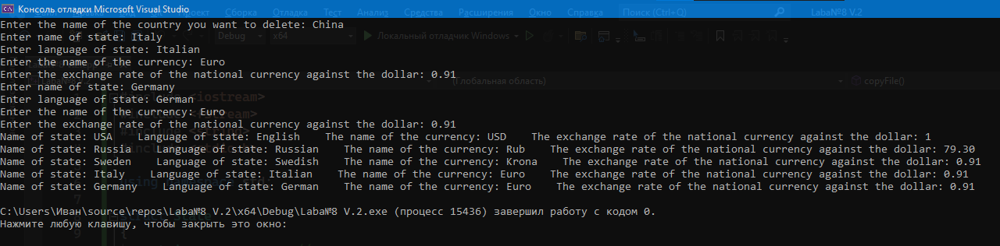 Консоль отладки Microsoft Visual Studio
Сборка Отладка Тест Анализ Средства Расширения Окно Справка Поиск (Ctrl+Q) Laba№8 V.2
Enter the name of the country you want to delete: China
Enter name of state: Italy
Debug x64 Локальный отладчик Windows
Enter language of state: Italian
Enter the name of the currency: Euro
Enter the exchange rate of the national currency against the dollar: 0.91
(Глобальная область) copyFile()
Enter name of state: Germany
Enter language of state: German
#include <iostream>
Enter the name of the currency: Euro
Enter the exchange rate of the national currency against the dollar: 0.91
Name of state: USA    Language of state: English    The name of the currency: USD    The exchange rate of the national currency against the dollar: 1
Name of state: Russia    Language of state: Russian    The name of the currency: Rub    The exchange rate of the national currency against the dollar: 79.30
Name of state: Sweden    Language of state: Swedish    The name of the currency: Krona    The exchange rate of the national currency against the dollar: 0.91
Name of state: Italy    Language of state: Italian    The name of the currency: Euro    The exchange rate of the national currency against the dollar: 0.91
Name of state: Germany    Language of state: German    The name of the currency: Euro    The exchange rate of the national currency against the dollar: 0.91
C:\Users\Иван\source\repos\Laba№8 V.2\x64\Debug\Laba№8 V.2.exe (процесс 15436) завершил работу с кодом 0.
Нажмите любую клавишу, чтобы закрыть это окно: